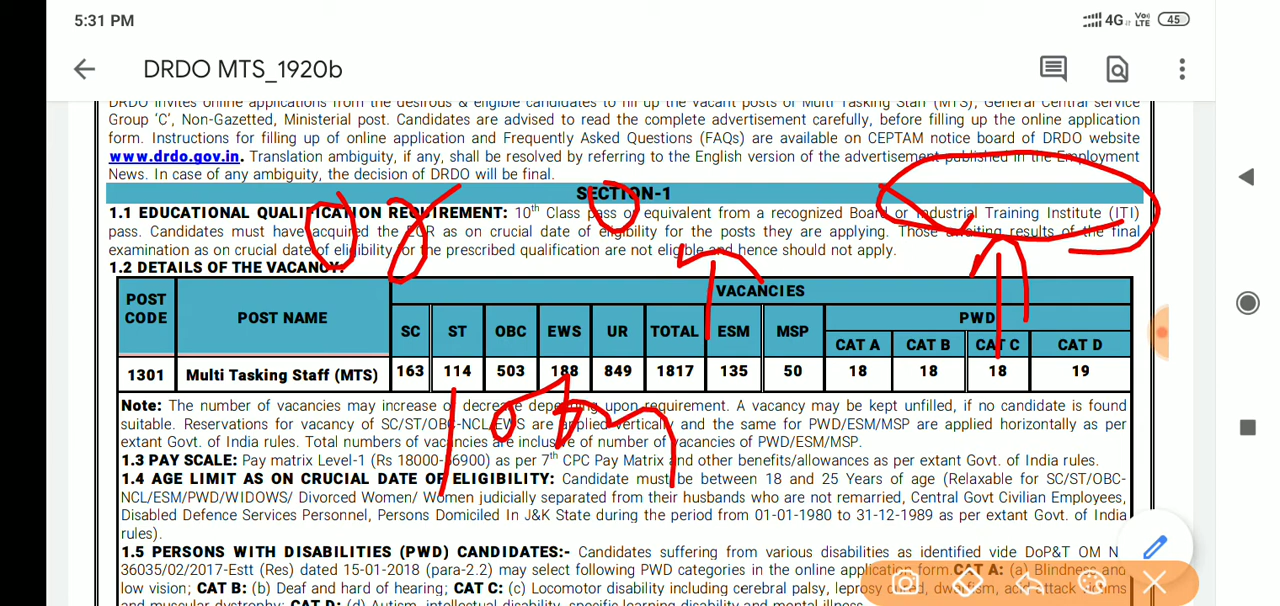 5:31 PM
4G
Vo)
LTE
45
DRDO MTS_1920b
DRDO invites online applications from the desirous & eligible candidates to fill up the vacant posts of Multi Tasking Staff (MTS), General Central service
Group 'C', Non-Gazetted, Ministerial post. Candidates are advised to read the complete advertisement carefully, before filling up the online application
form. Instructions for filling up of online application and Frequently Asked Questions (FAQs) are available on CEPTAM notice board of DRDO website
www.drdo.gov.in. Translation ambiguity, if any, shall be resolved by referring to the English version of the advertisement published in the Employment
News. In case of any ambiguity, the decision of DRDO will be final.
SECTION-1
1.1 EDUCATIONAL QUALIFICATION REQUIREMENT: 10th Class pass or equivalent from a recognized Board or Industrial Training Institute (ITI)
pass. Candidates must have acquired the EQR as on crucial date of eligibility for the posts they are applying. Those awaiting results of the final
examination as on crucial date of eligibility for the prescribed qualification are not eligible and hence should not apply.
1.2 DETAILS OF THE VACANCY:
POST CODE POST NAME VACANCIES
SC ST OBC EWS UR TOTAL ESM MSP PWD
CAT A CAT B CAT C CAT D
1301 Multi Tasking Staff (MTS) 163 114 503 188 849 1817 135 50 18 18 18 19
Note: The number of vacancies may increase or decrease depending upon requirement. A vacancy may be kept unfilled, if no candidate is found
suitable. Reservations for vacancy of SC/ST/OBC-NCL/EWS are applied vertically and the same for PWD/ESM/MSP are applied horizontally as per
extant Govt. of India rules. Total numbers of vacancies are inclusive of number of vacancies of PWD/ESM/MSP.
1.3 PAY SCALE: Pay matrix Level-1 (Rs 18000-56900) as per 7th CPC Pay Matrix and other benefits/allowances as per extant Govt. of India rules.
1.4 AGE LIMIT AS ON CRUCIAL DATE OF ELIGIBILITY: Candidate must be between 18 and 25 Years of age (Relaxable for SC/ST/OBC-
NCL/ESM/PWD/WIDOWS/ Divorced Women/ Women judicially separated from their husbands who are not remarried, Central Govt Civilian Employees,
Disabled Defence Services Personnel, Persons Domiciled In J&K State during the period from 01-01-1980 to 31-12-1989 as per extant Govt. of India
rules).
1.5 PERSONS WITH DISABILITIES (PWD) CANDIDATES:- Candidates suffering from various disabilities as identified vide DoP&T OM N
36035/02/2017-Estt (Res) dated 15-01-2018 (para-2.2) may select following PWD categories in the online application form. CAT A: (a) Blindness and
low vision; CAT B: (b) Deaf and hard of hearing; CAT C: (c) Locomotor disability including cerebral palsy, leprosy cured, dwarfism, acid attack victims
and muscular dystrophy; CAT D: (d) Autism, intellectual disability, specific learning disability and mental illness.